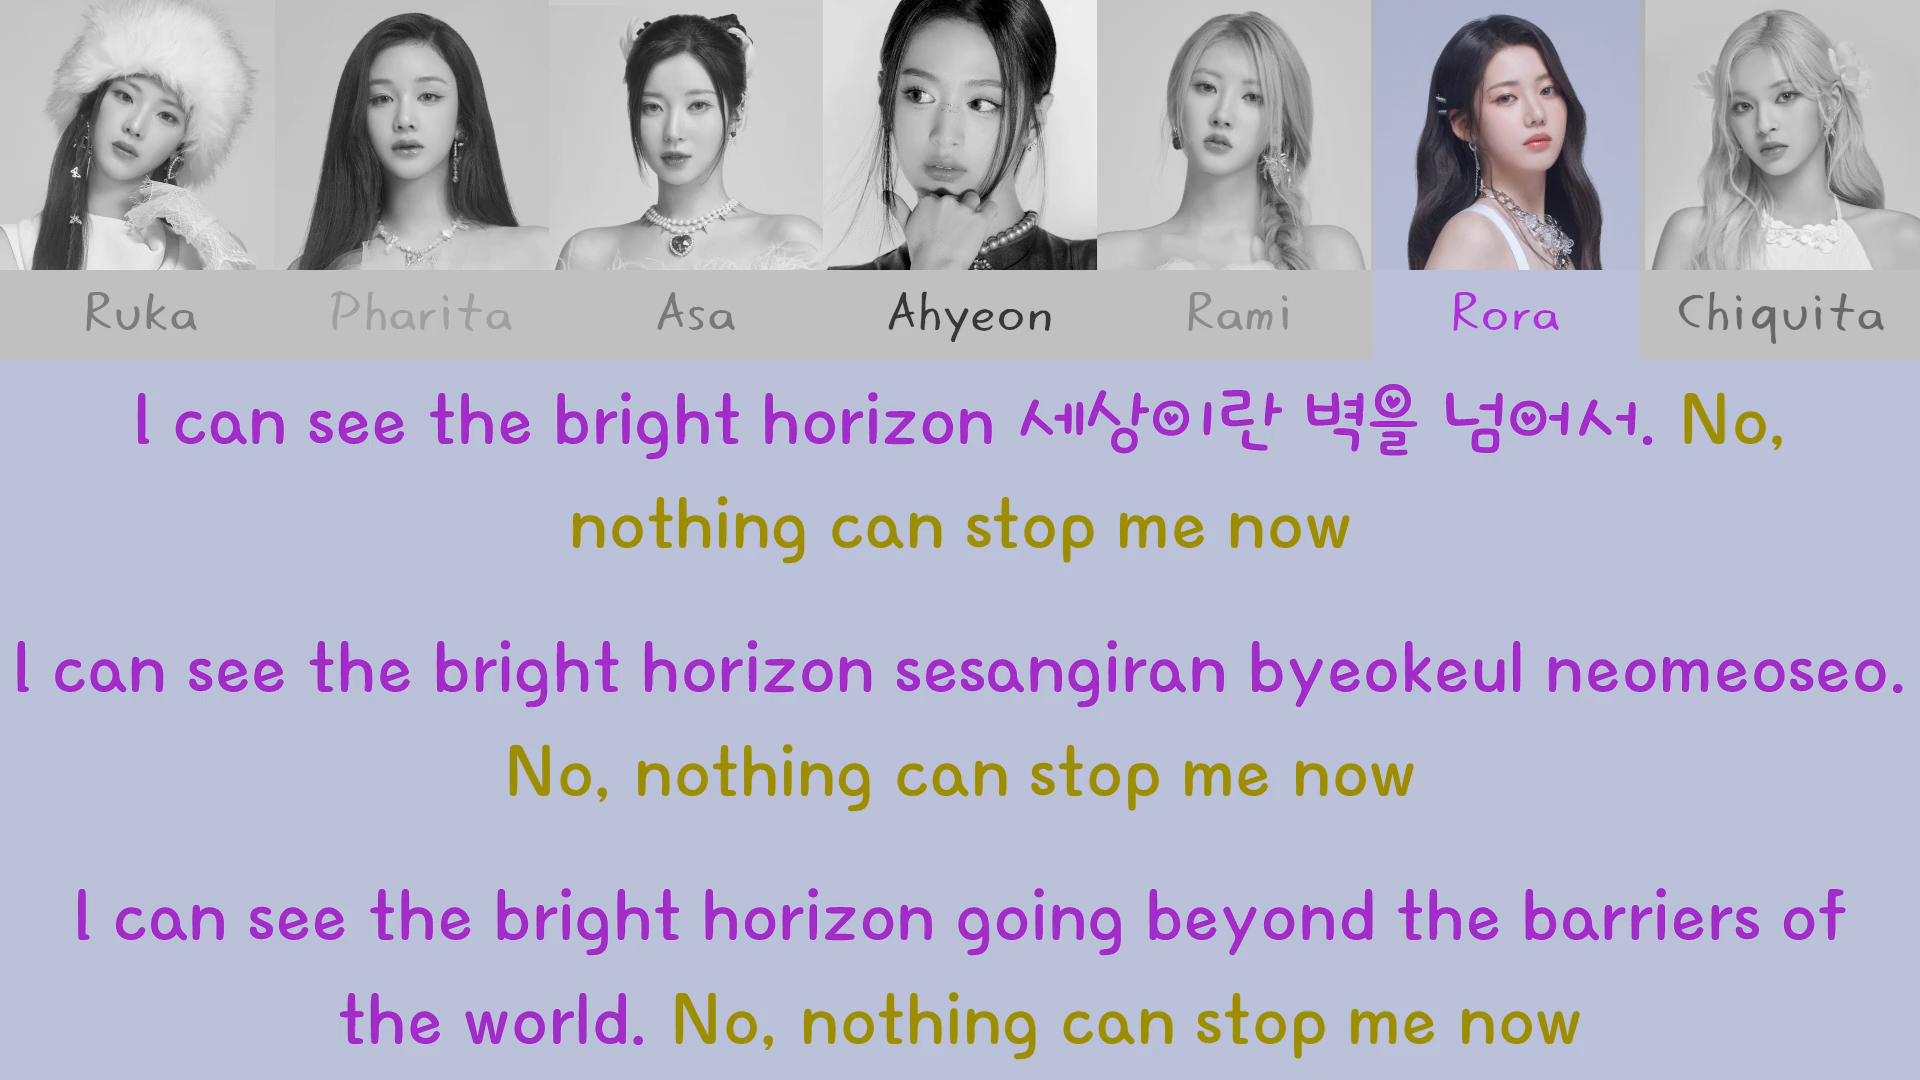 Ruka Pharita Asa Ahyeon Rami Rora Chiquita
I can see the bright horizon 세상이란 벽을 넘어서. No,
nothing can stop me now
I can see the bright horizon sesangiran byeokeul neomeoseo.
No, nothing can stop me now
I can see the bright horizon going beyond the barriers of
the world. No, nothing can stop me now